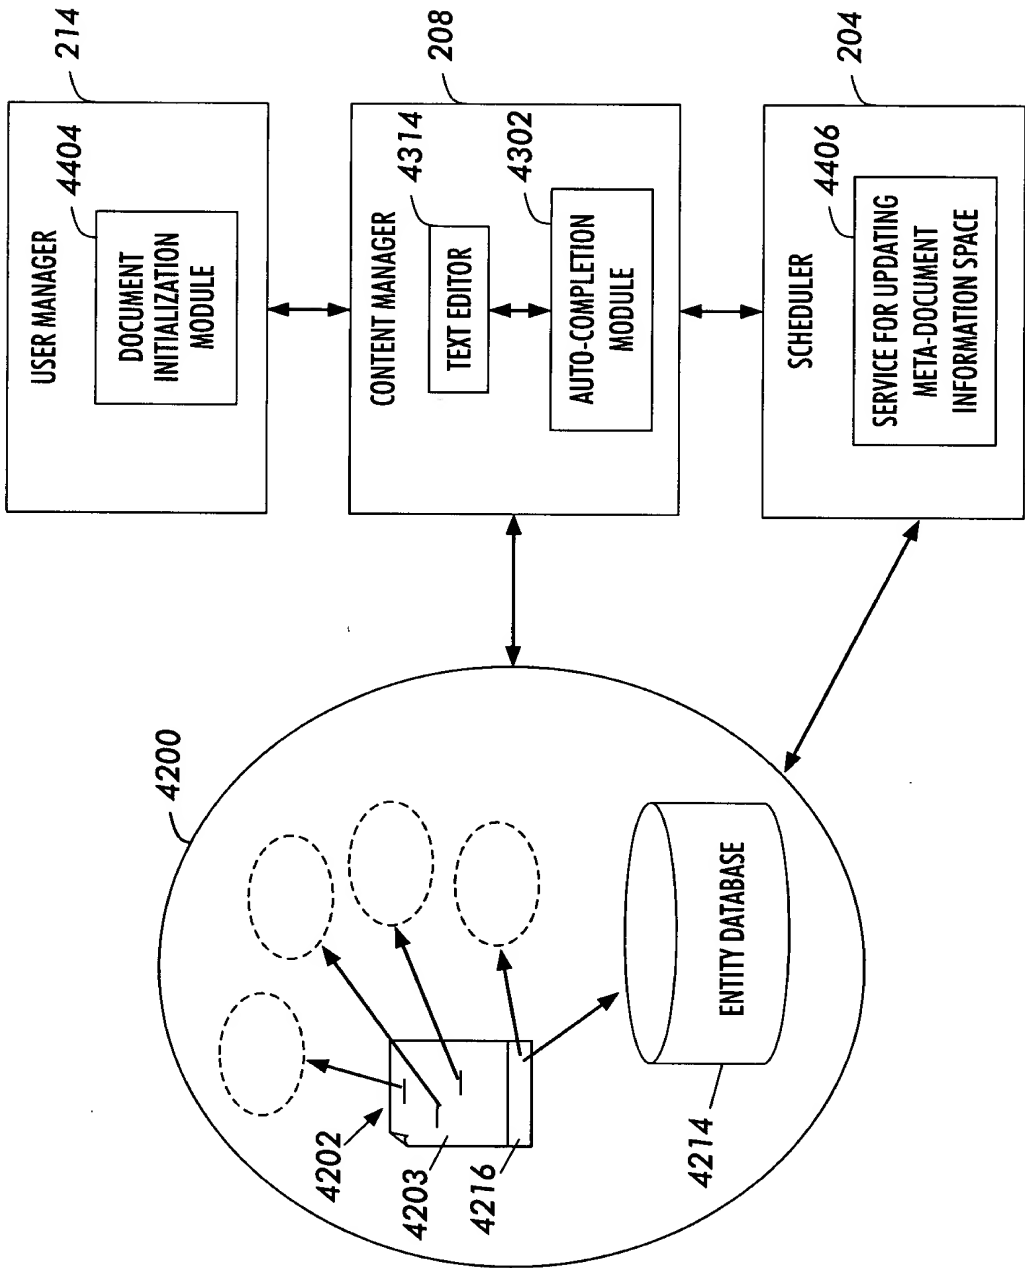 4200
4202
4203
4216
ENTITY DATABASE
4214
USER MANAGER
214
DOCUMENT
INITIALIZATION
MODULE
4404
CONTENT MANAGER
208
TEXT EDITOR
4314
AUTO-COMPLETION
MODULE
4302
SCHEDULER
204
SERVICE FOR UPDATING
META-DOCUMENT
INFORMATION SPACE
4406